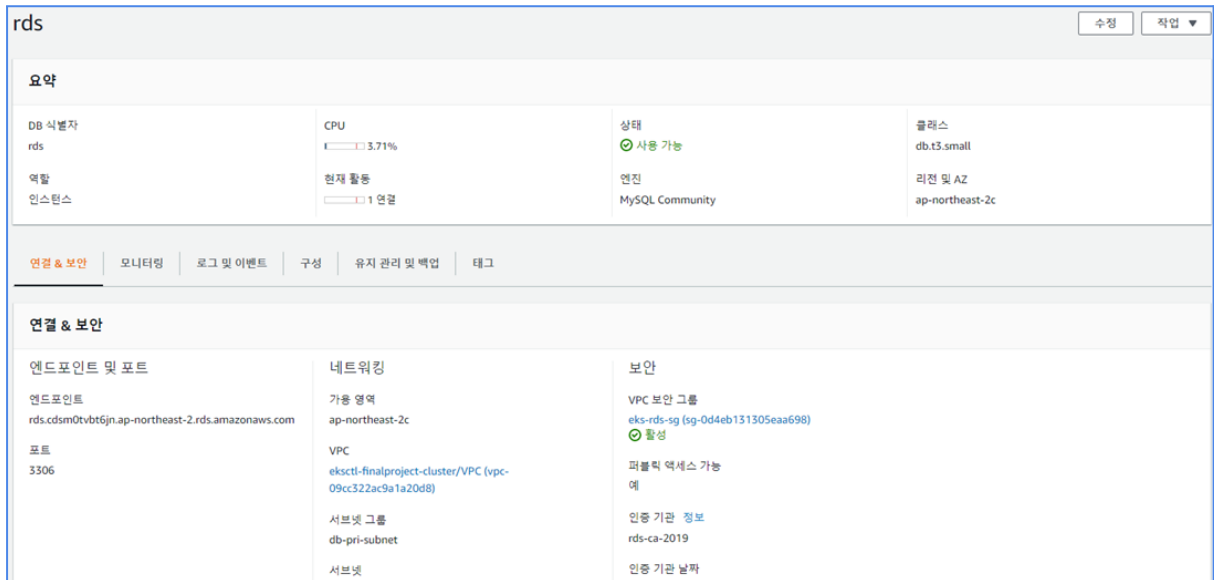 rds
수정
작업 ▼
요약
DB 식별자
rds
CPU
3.71%
상태
사용 가능
클래스
db.t3.small
역할
인스턴스
현재 활동
1 연결
엔진
MySQL Community
리전 및 AZ
ap-northeast-2c
연결 & 보안
모니터링
로그 및 이벤트
구성
유지 관리 및 백업
태그
연결 & 보안
엔드포인트 및 포트
엔드포인트
rds.cdsm0tvbt6jn.ap-northeast-2.rds.amazonaws.com
포트
3306
네트워킹
가용 영역
ap-northeast-2c
VPC
eksctl-finalproject-cluster/VPC (vpc-
09cc322ac9a1a20d8)
서브넷 그룹
db-pri-subnet
서브넷
보안
VPC 보안 그룹
eks-rds-sg (sg-0d4eb131305eaa698)
활성
퍼블릭 액세스 가능
예
인증 기관 정보
rds-ca-2019
인증 기관 날짜